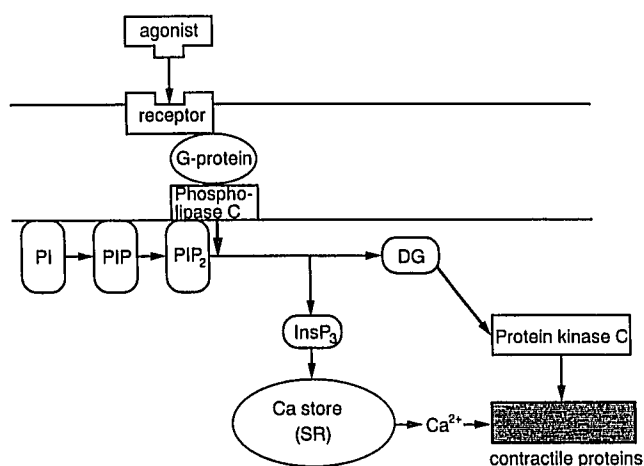 agonist
receptor
G-protein
Phospho-
lipase C
PI
PIP
PIP₂
DG
InsP₃
Protein kinase C
Ca store
(SR)
Ca²⁺
contractile proteins